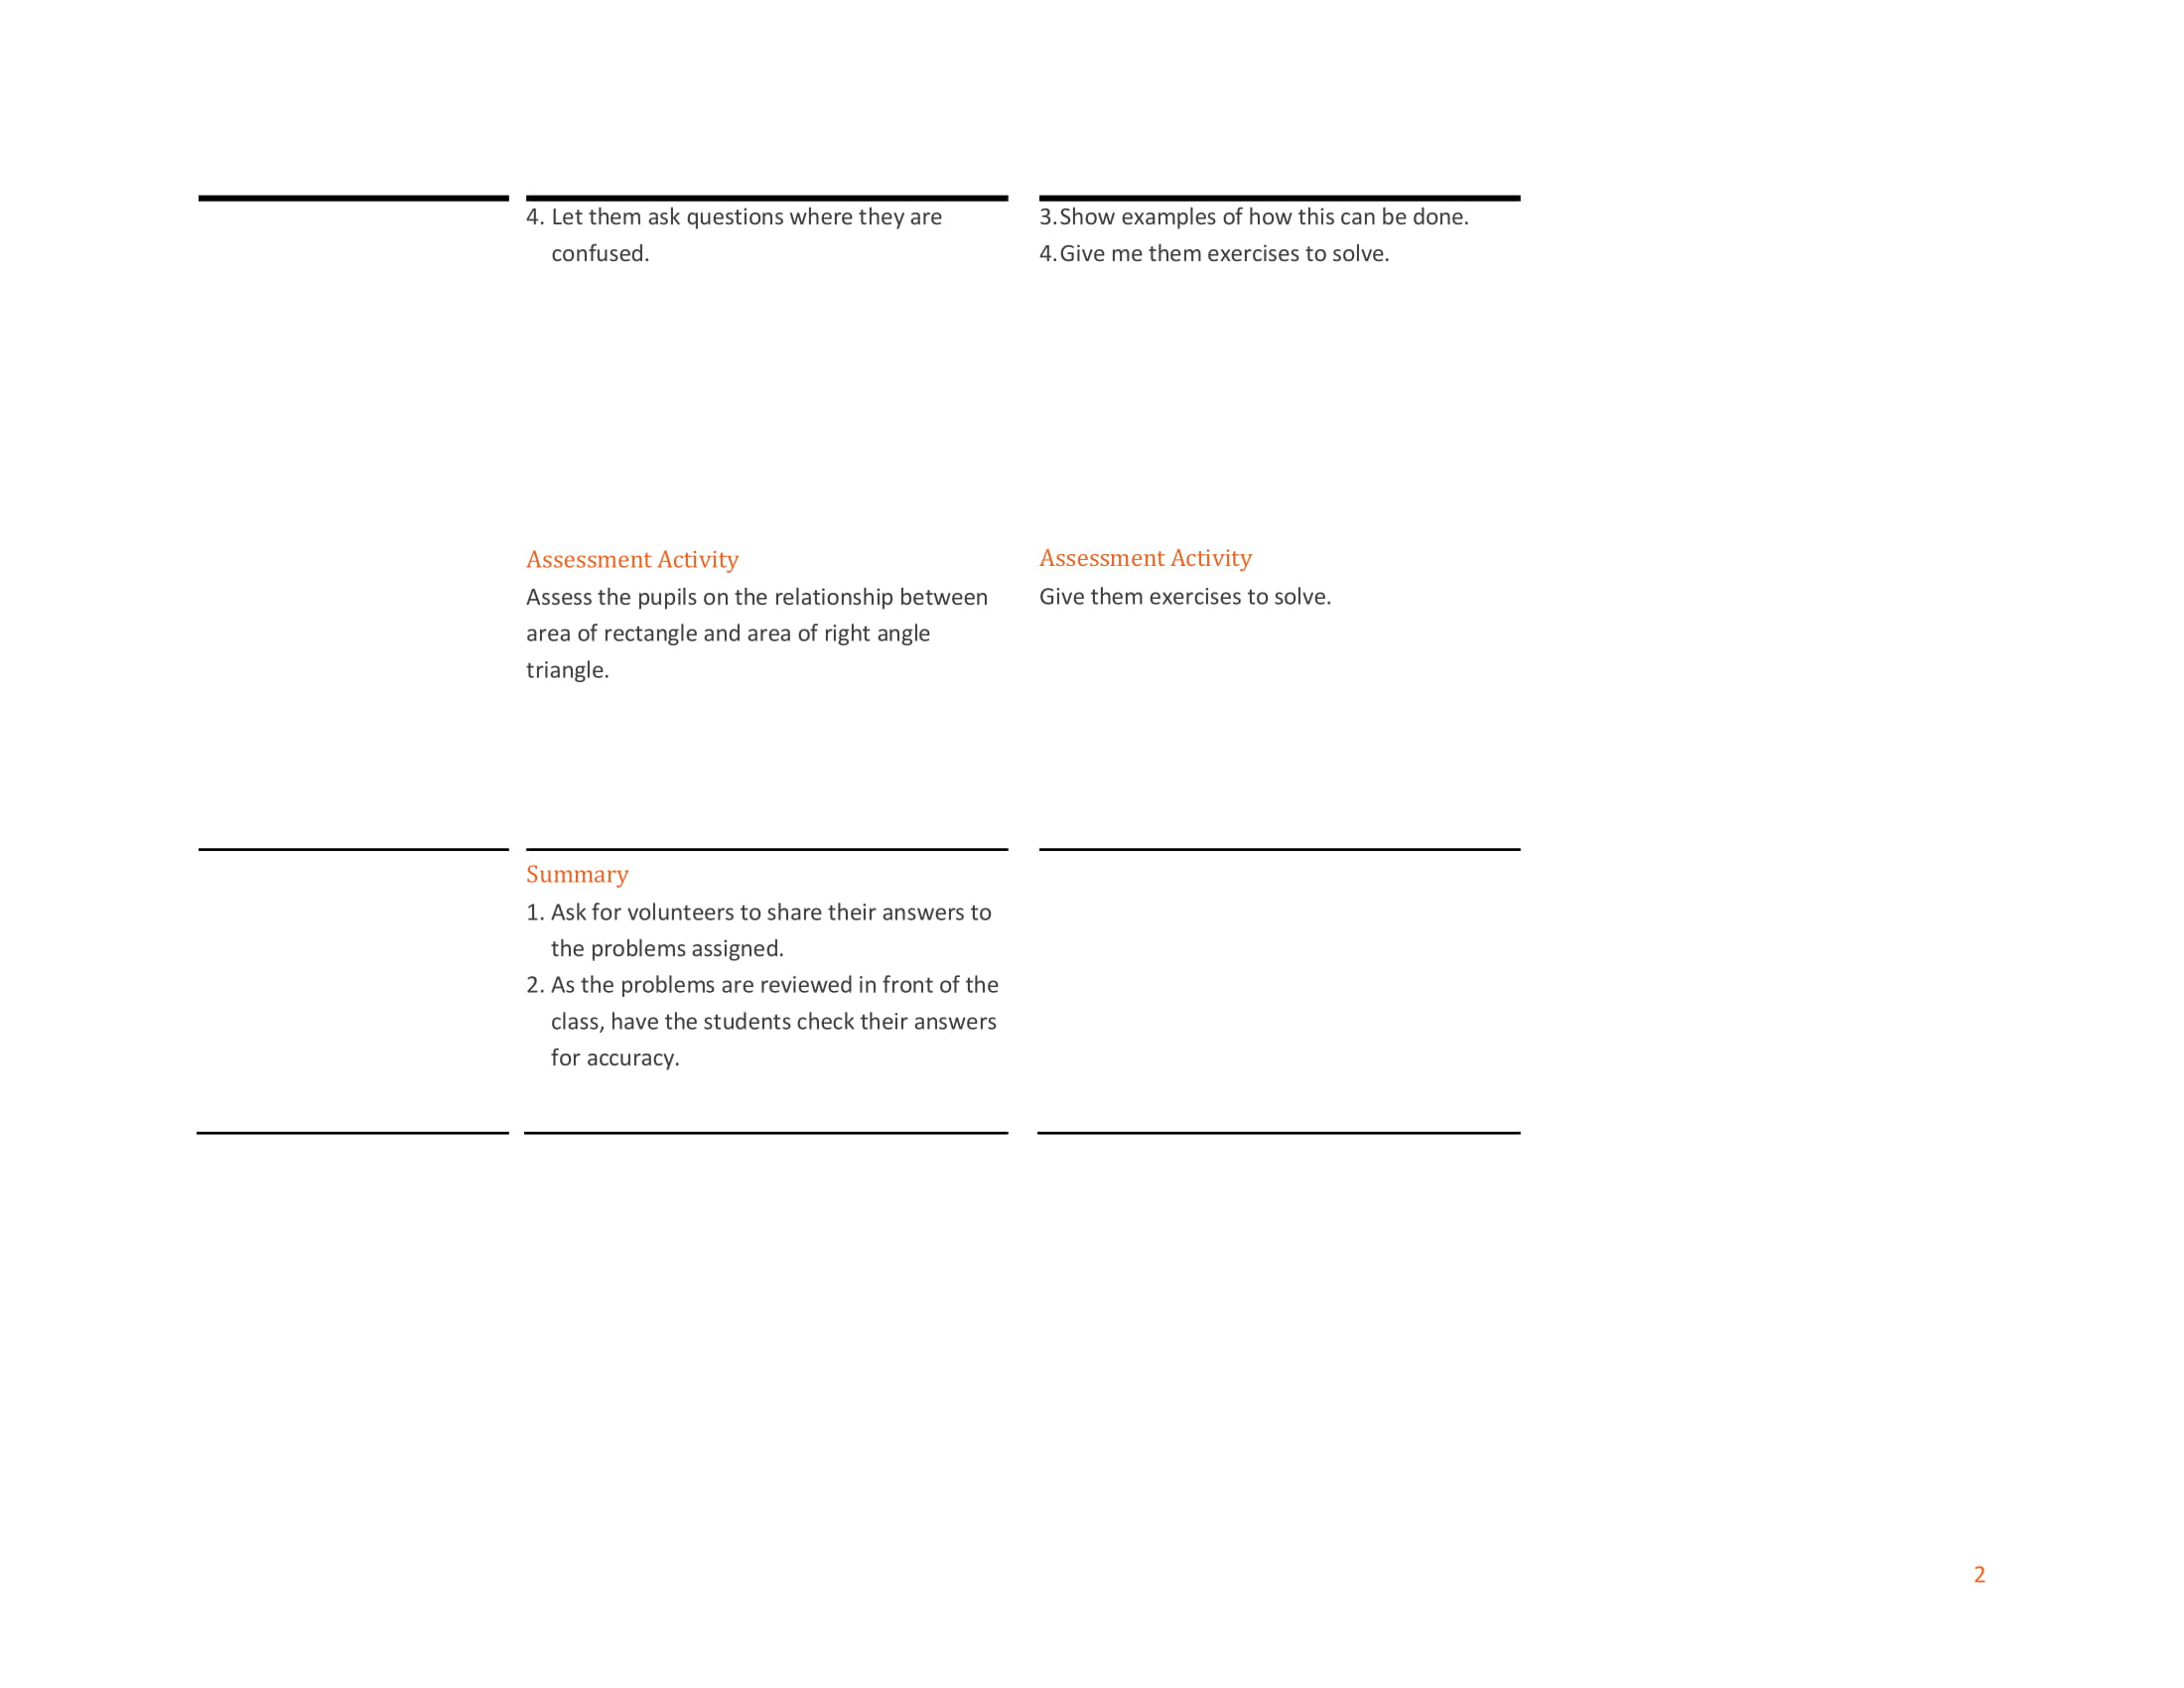 4. Let them ask questions where they are
confused.
3.Show examples of how this can be done.
4.Give me them exercises to solve.
Assessment Activity
Assess the pupils on the relationship between
area of rectangle and area of right angle
triangle.
Assessment Activity
Give them exercises to solve.
Summary
1. Ask for volunteers to share their answers to
the problems assigned.
2. As the problems are reviewed in front of the
class, have the students check their answers
for accuracy.
2